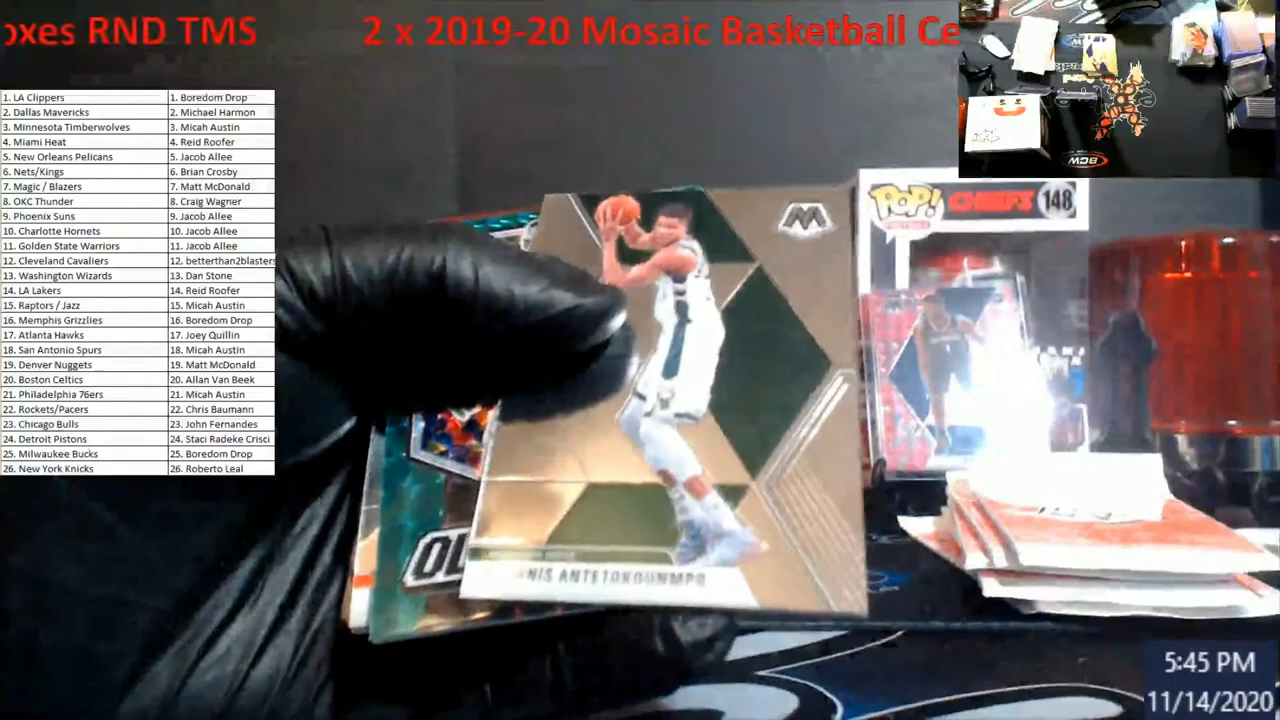 oxes RND TMS 2 x 2019-20 Mosaic Basketball Ce
1. LA Clippers 1. Boredom Drop
2. Dallas Mavericks 2. Michael Harmon
3. Minnesota Timberwolves 3. Micah Austin
4. Miami Heat 4. Reid Roofer
5. New Orleans Pelicans 5. Jacob Allee
6. Nets/Kings 6. Brian Crosby
7. Magic / Blazers 7. Matt McDonald
8. OKC Thunder 8. Craig Wagner
9. Phoenix Suns 9. Jacob Allee
10. Charlotte Hornets 10. Jacob Allee
11. Golden State Warriors 11. Jacob Allee
12. Cleveland Cavaliers 12. betterthan2blasters
13. Washington Wizards 13. Dan Stone
14. LA Lakers 14. Reid Roofer
15. Raptors / Jazz 15. Micah Austin
16. Memphis Grizzlies 16. Boredom Drop
17. Atlanta Hawks 17. Joey Quillin
18. San Antonio Spurs 18. Micah Austin
19. Denver Nuggets 19. Matt McDonald
20. Boston Celtics 20. Allan Van Beek
21. Philadelphia 76ers 21. Micah Austin
22. Rockets/Pacers 22. Chris Baumann
23. Chicago Bulls 23. John Fernandes
24. Detroit Pistons 24. Staci Radeke Crisci
25. Milwaukee Bucks 25. Boredom Drop
26. New York Knicks 26. Roberto Leal
BCW
POP! CHIEFS 148
OL
NIS ANTETOKOUNMPO
5:45 PM
11/14/2020